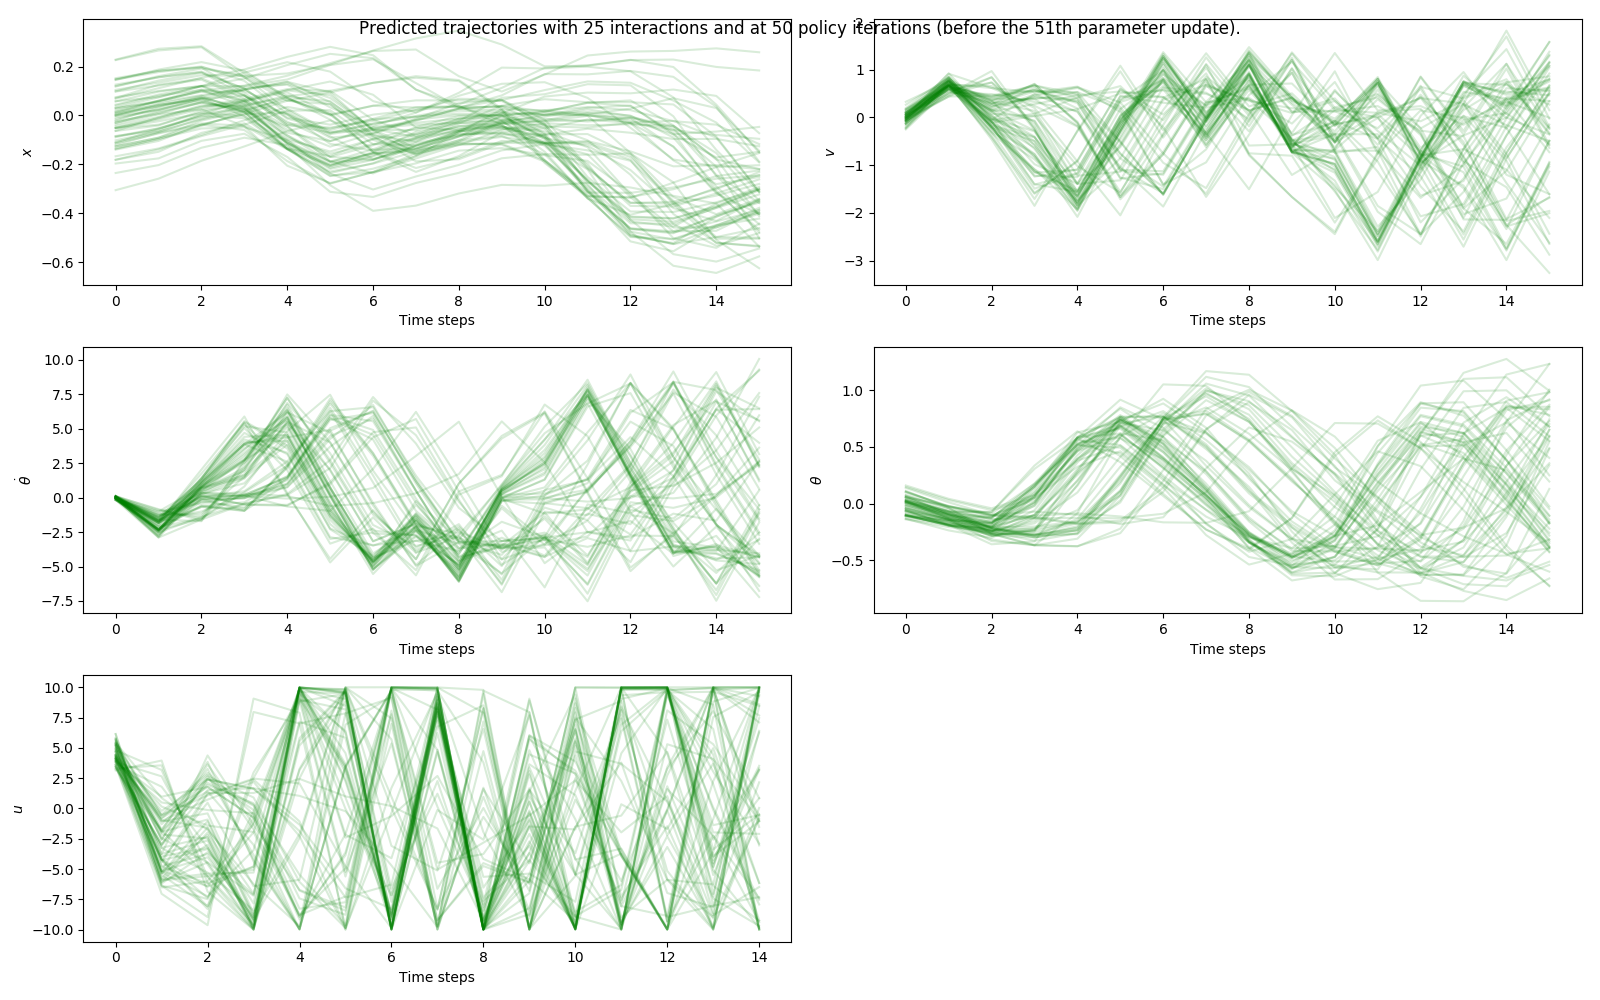 Predicted trajectories with 25 interactions and at 50 policy iterations (before the 51th parameter update).
0.2
0.0
−0.2
−0.4
−0.6
x
0 2 4 6 8 10 12 14
Time steps
2
1
0
−1
−2
−3
v
0 2 4 6 8 10 12 14
Time steps
10.0
7.5
5.0
2.5
0.0
−2.5
−5.0
−7.5
θ̇
0 2 4 6 8 10 12 14
Time steps
1.0
0.5
0.0
−0.5
θ
0 2 4 6 8 10 12 14
Time steps
10.0
7.5
5.0
2.5
0.0
−2.5
−5.0
−7.5
−10.0
u
0 2 4 6 8 10 12 14
Time steps